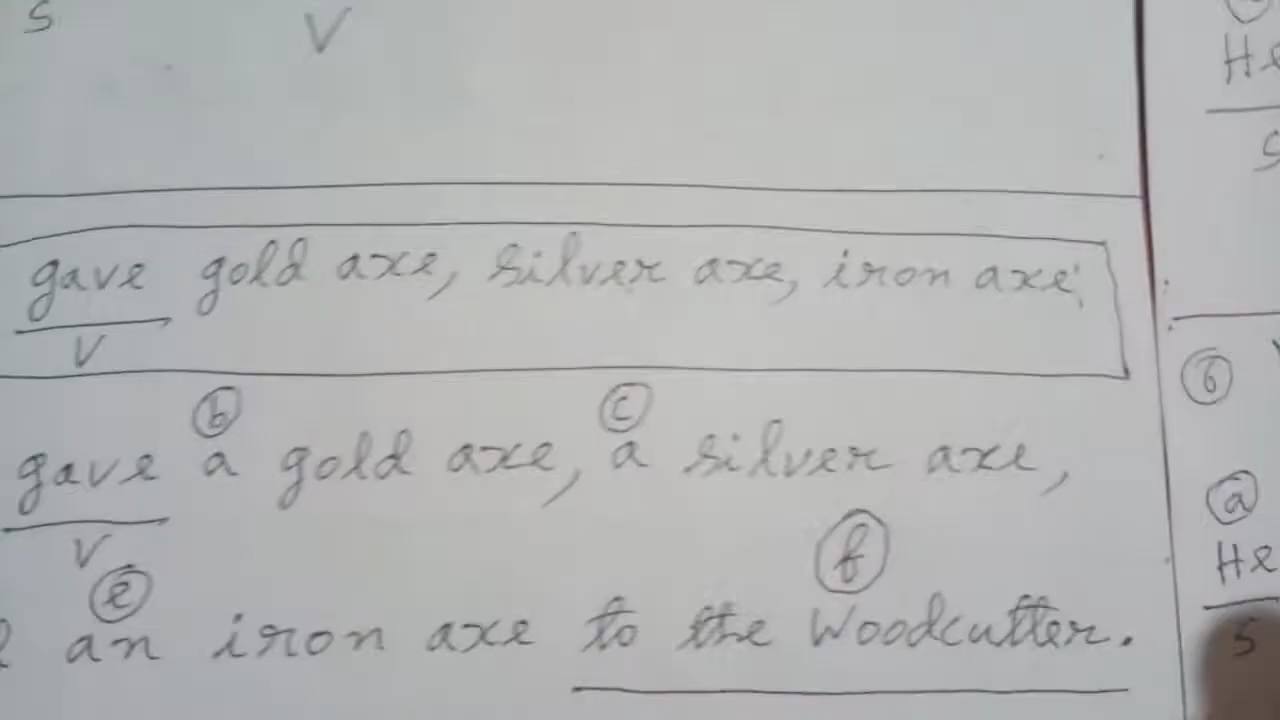 S V
gave gold axe, silver axe, iron axe;
V
b c
gave a gold axe, a silver axe,
V
e f
an iron axe to the Woodcutter.
He
S
6
a
He
S